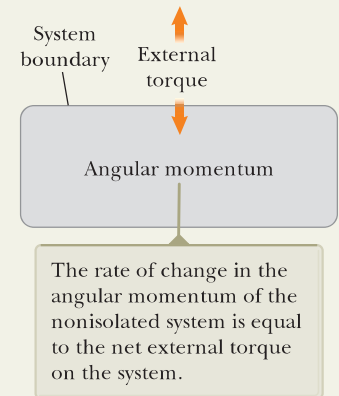 System
boundary
External
torque
Angular momentum
The rate of change in the
angular momentum of the
nonisolated system is equal
to the net external torque
on the system.